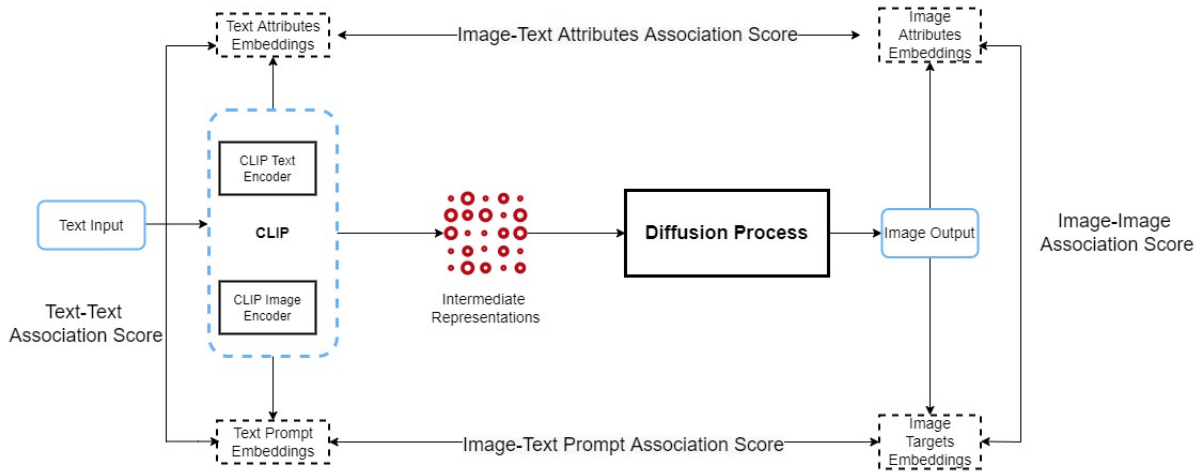 Text Attributes
Embeddings
Image-Text Attributes Association Score
Image
Attributes
Embeddings
CLIP Text
Encoder
Text Input
CLIP
Diffusion Process
Image Output
Image-Image
Association Score
CLIP Image
Encoder
Intermediate
Representations
Text-Text
Association Score
Text Prompt
Embeddings
Image-Text Prompt Association Score
Image
Targets
Embeddings